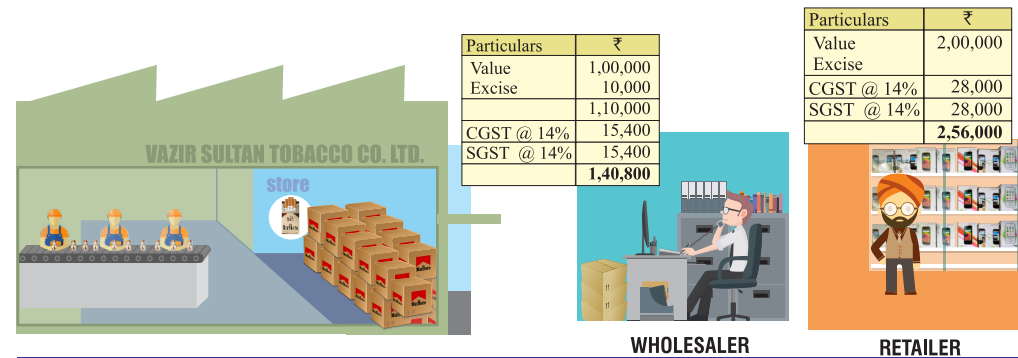 Particulars ₹
Value 1,00,000
Excise 10,000
1,10,000
CGST @ 14% 15,400
SGST @ 14% 15,400
1,40,800
Particulars ₹
Value 2,00,000
Excise
CGST @ 14% 28,000
SGST @ 14% 28,000
2,56,000
VAZIR SULTAN TOBACCO CO. LTD.
store
WHOLESALER
RETAILER